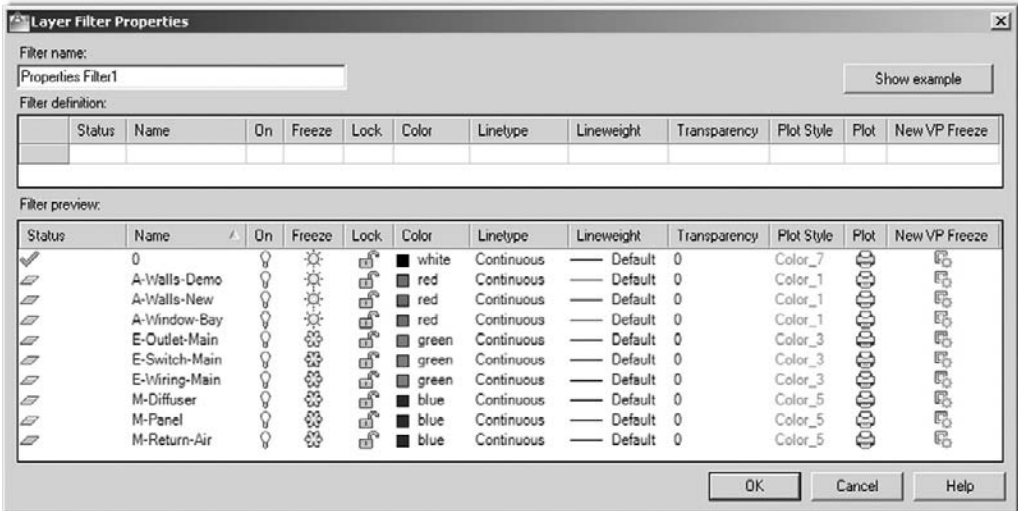 Layer Filter Properties
Filter name:
Properties Filter1
Show example
Filter definition:
Status Name On Freeze Lock Color Linetype Lineweight Transparency Plot Style Plot New VP Freeze
Filter preview:
Status Name On Freeze Lock Color Linetype Lineweight Transparency Plot Style Plot New VP Freeze
0 white Continuous Default 0 Color_7
A-Walls-Demo red Continuous Default 0 Color_1
A-Walls-New red Continuous Default 0 Color_1
A-Window-Bay red Continuous Default 0 Color_1
E-Outlet-Main green Continuous Default 0 Color_3
E-Switch-Main green Continuous Default 0 Color_3
E-Wiring-Main green Continuous Default 0 Color_3
M-Diffuser blue Continuous Default 0 Color_5
M-Panel blue Continuous Default 0 Color_5
M-Return-Air blue Continuous Default 0 Color_5
OK Cancel Help